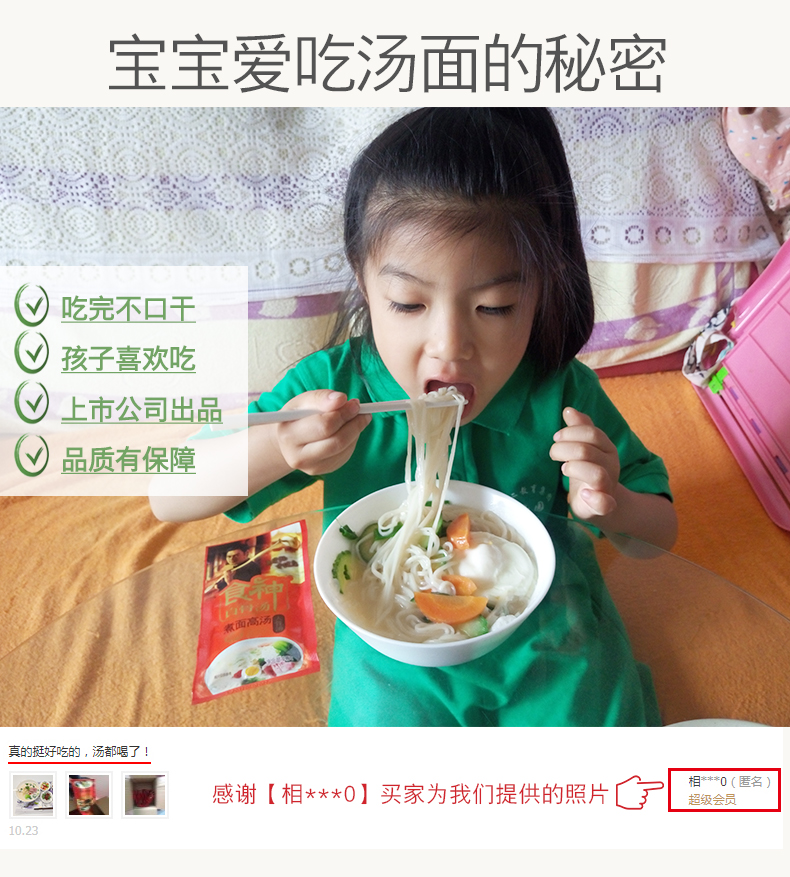 宝宝爱吃汤面的秘密
吃完不口干
孩子喜欢吃
上市公司出品
品质有保障
食神
煮面高汤
真的挺好吃的，汤都喝了！
感谢【相***0】买家为我们提供的照片
相***0（匿名）
超级会员
10.23